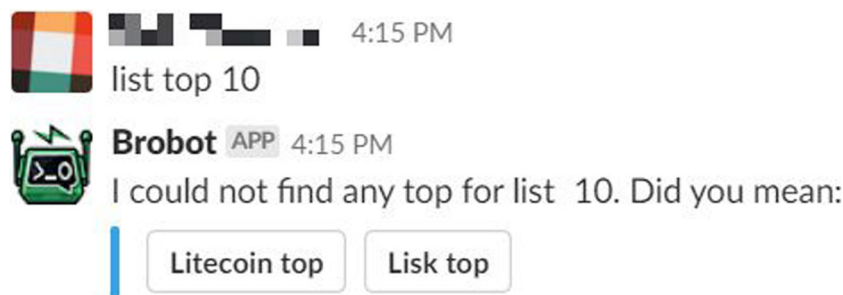 4:15 PM
list top 10
Brobot APP 4:15 PM
I could not find any top for list  10. Did you mean:
Litecoin top Lisk top